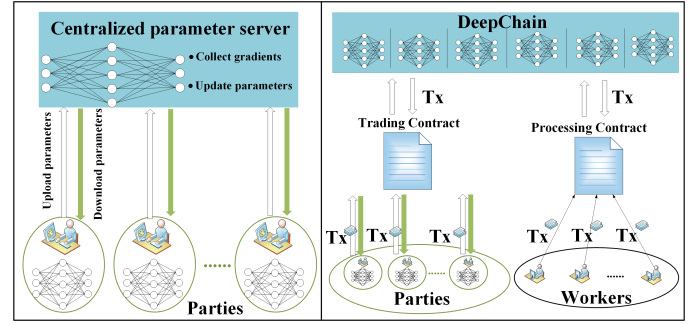 Centralized parameter server
• Collect gradients
• Update parameters
Upload parameters
Download parameters
......
Parties
DeepChain
Tx
Tx
Trading Contract
Processing Contract
Tx
Tx
Tx
Tx
Tx
Tx
......
Parties
......
Workers